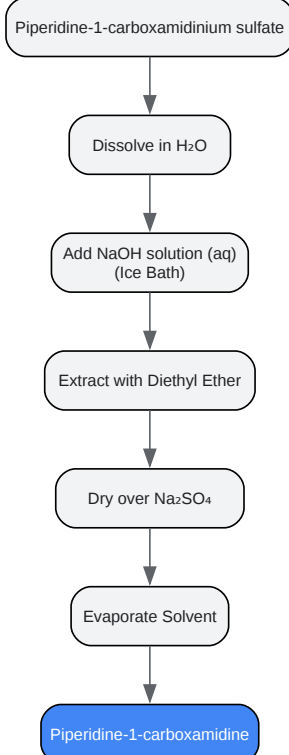 Piperidine-1-carboxamidinium sulfate
Dissolve in H₂O
Add NaOH solution (aq)
(Ice Bath)
Extract with Diethyl Ether
Dry over Na₂SO₄
Evaporate Solvent
Piperidine-1-carboxamidine